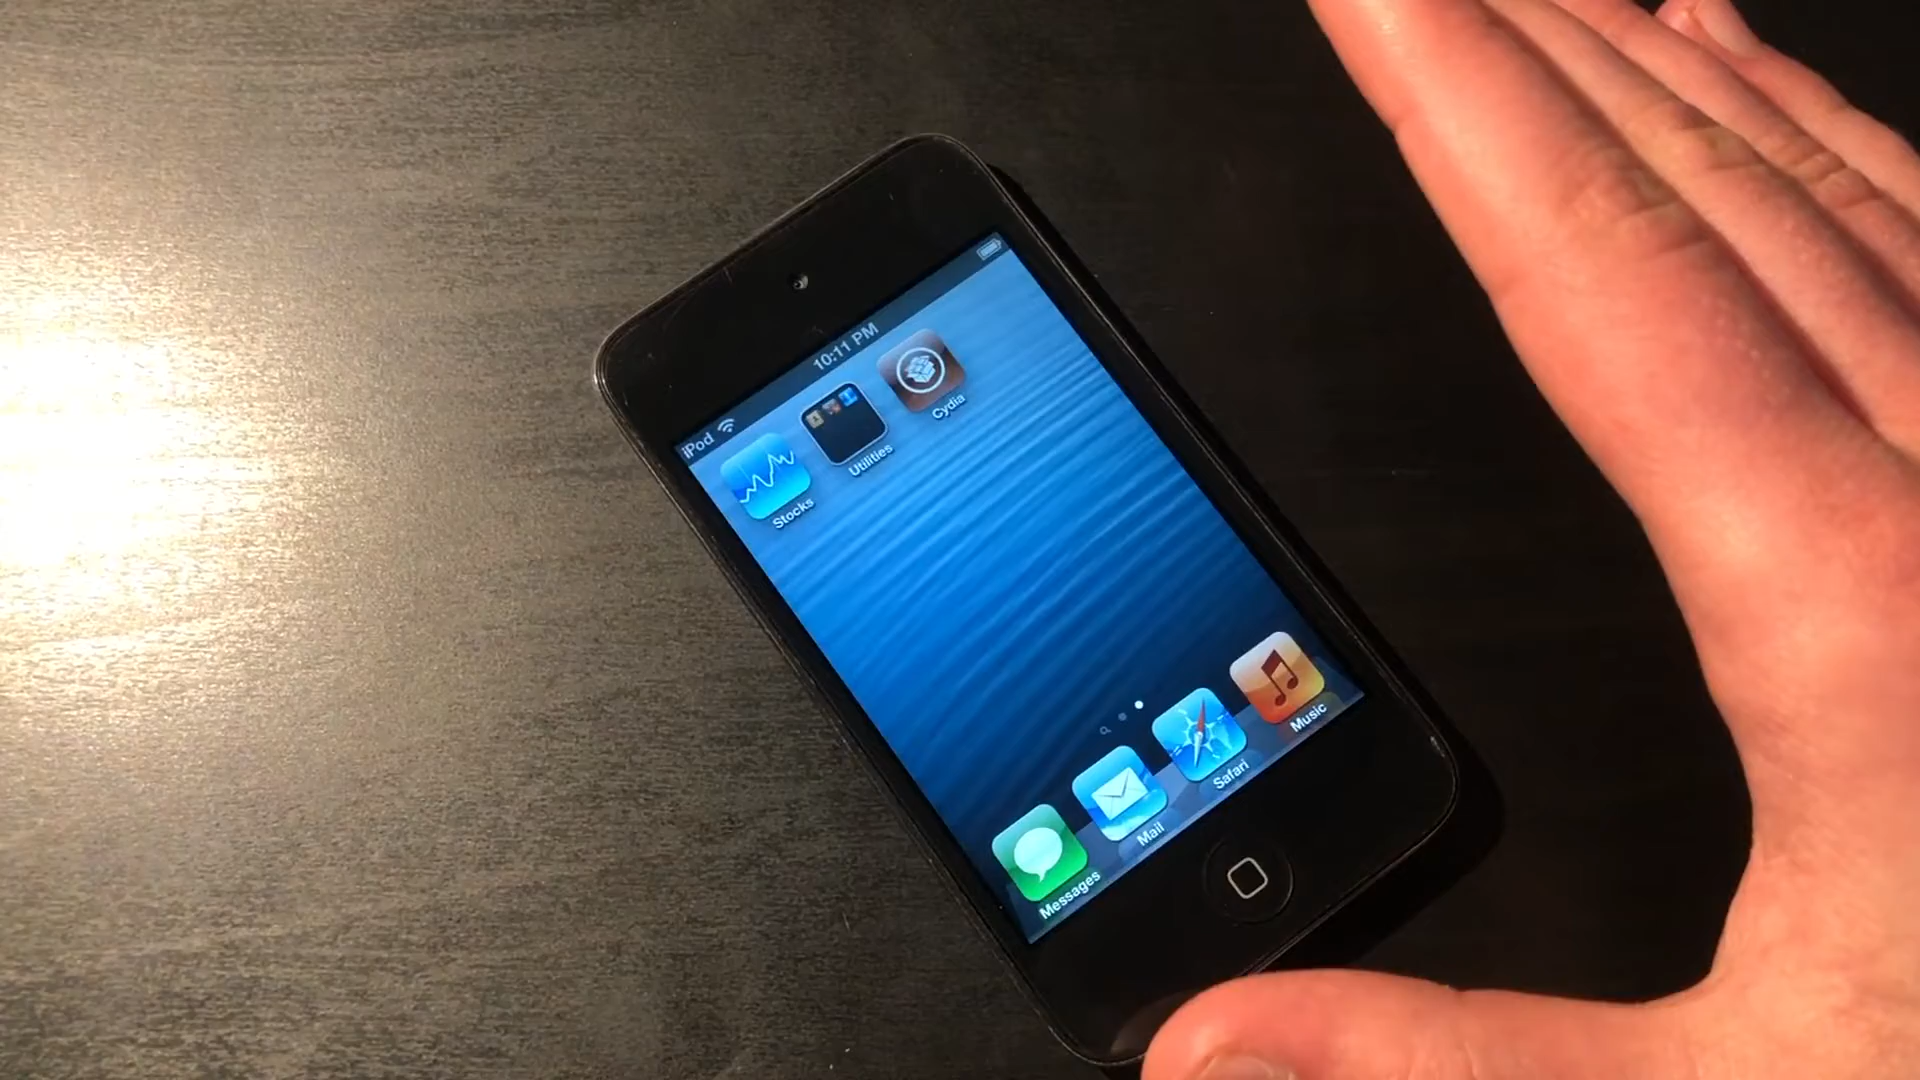 iPod
10:11 PM
Stocks
Utilities
Cydia
Messages
Mail
Safari
Music